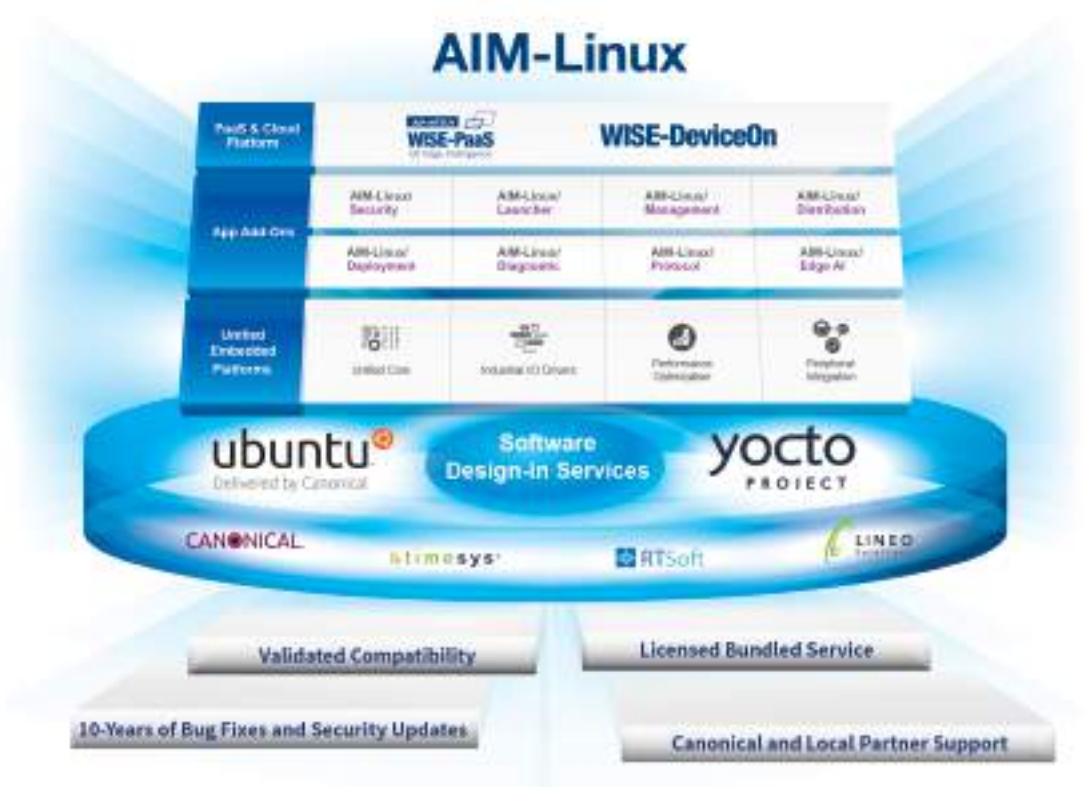 AIM-Linux
PaaS & Cloud
Platform
ADVANTECH
WISE-PaaS
WISE-DeviceOn
App Add-Ons
AIM-Linux/
Security
AIM-Linux/
Launcher
AIM-Linux/
Management
AIM-Linux/
Distribution
AIM-Linux/
Deployment
AIM-Linux/
Diagnostic
AIM-Linux/
Protocol
AIM-Linux/
Edge AI
Unified
Embedded
Platforms
Unified Core
Industrial I/O Drivers
Performance
Optimization
Peripheral
Integration
ubuntu
Delivered by Canonical
Software
Design-in Services
yocto
PROJECT
CANONICAL
timesys
RTSoft
LINEO
Validated Compatibility
Licensed Bundled Service
10-Years of Bug Fixes and Security Updates
Canonical and Local Partner Support